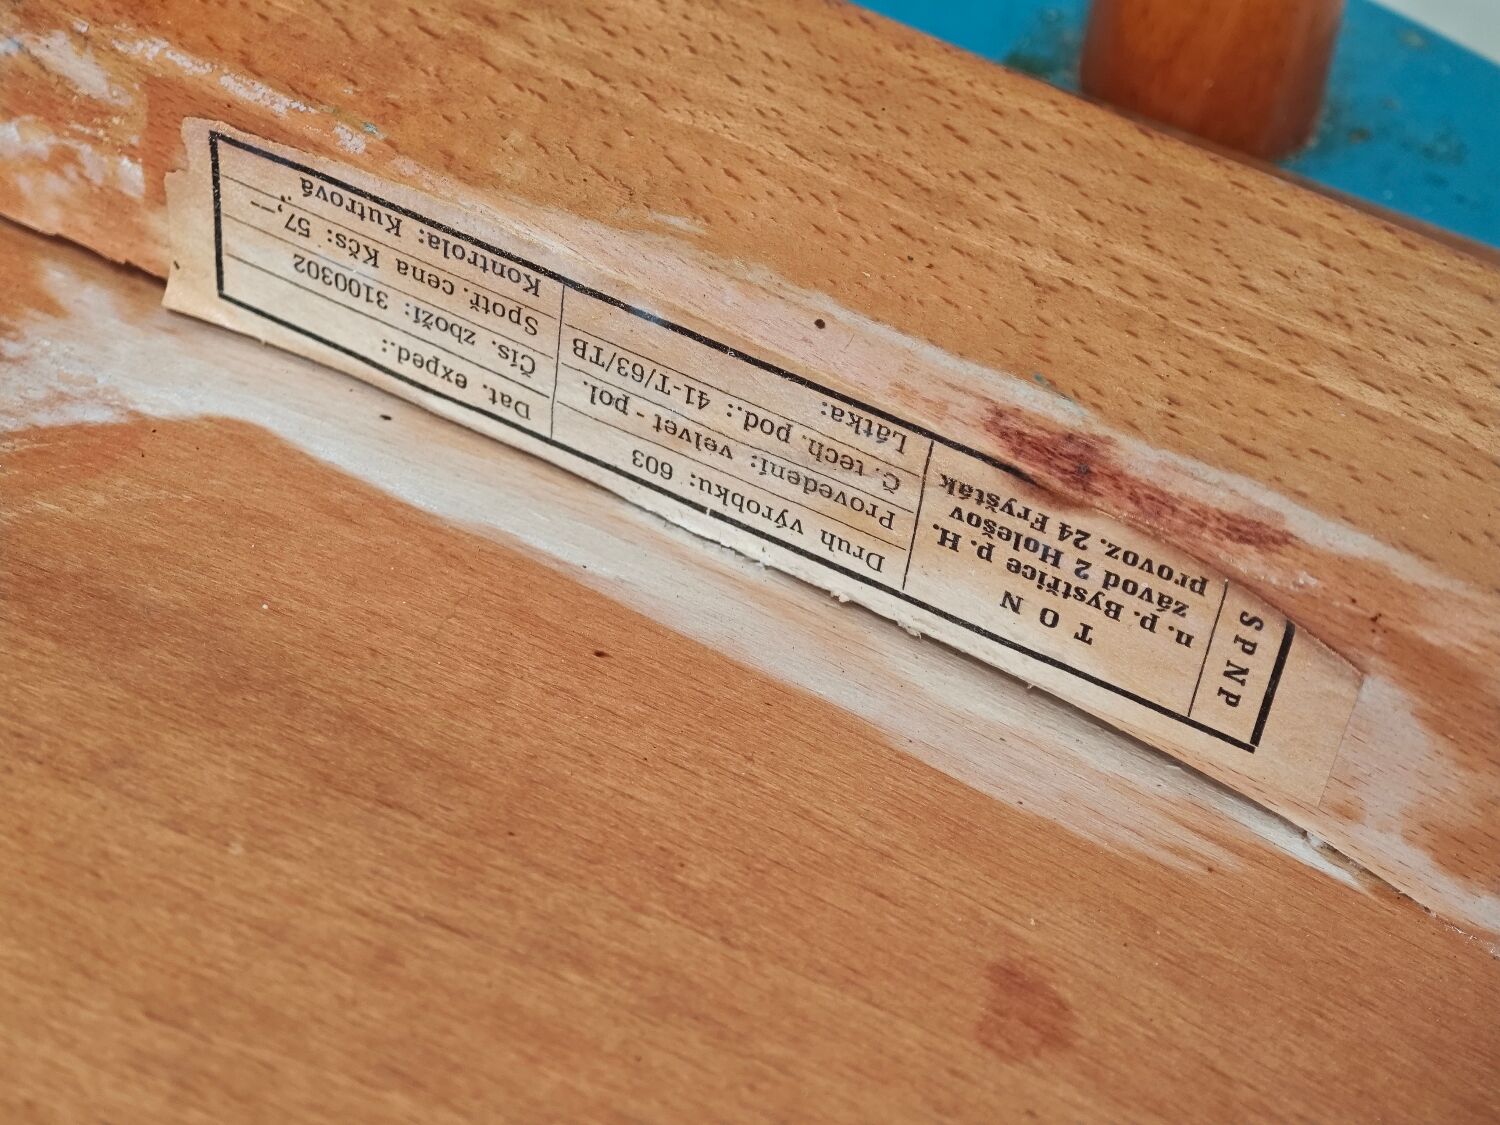 SPNP
TON
n. p. Bystřice p. H.
závod 2 Holešov
provoz. 24 Fryšták
Druh výrobku: 603
Provedení: velvet - pol.
Č. tech. pod.: 41-T/63/TB
Látka:
Dat. exped.:
Čís. zboží: 3100302
Spotř. cena Kčs: 57,—"
Kontrola: Kutrová